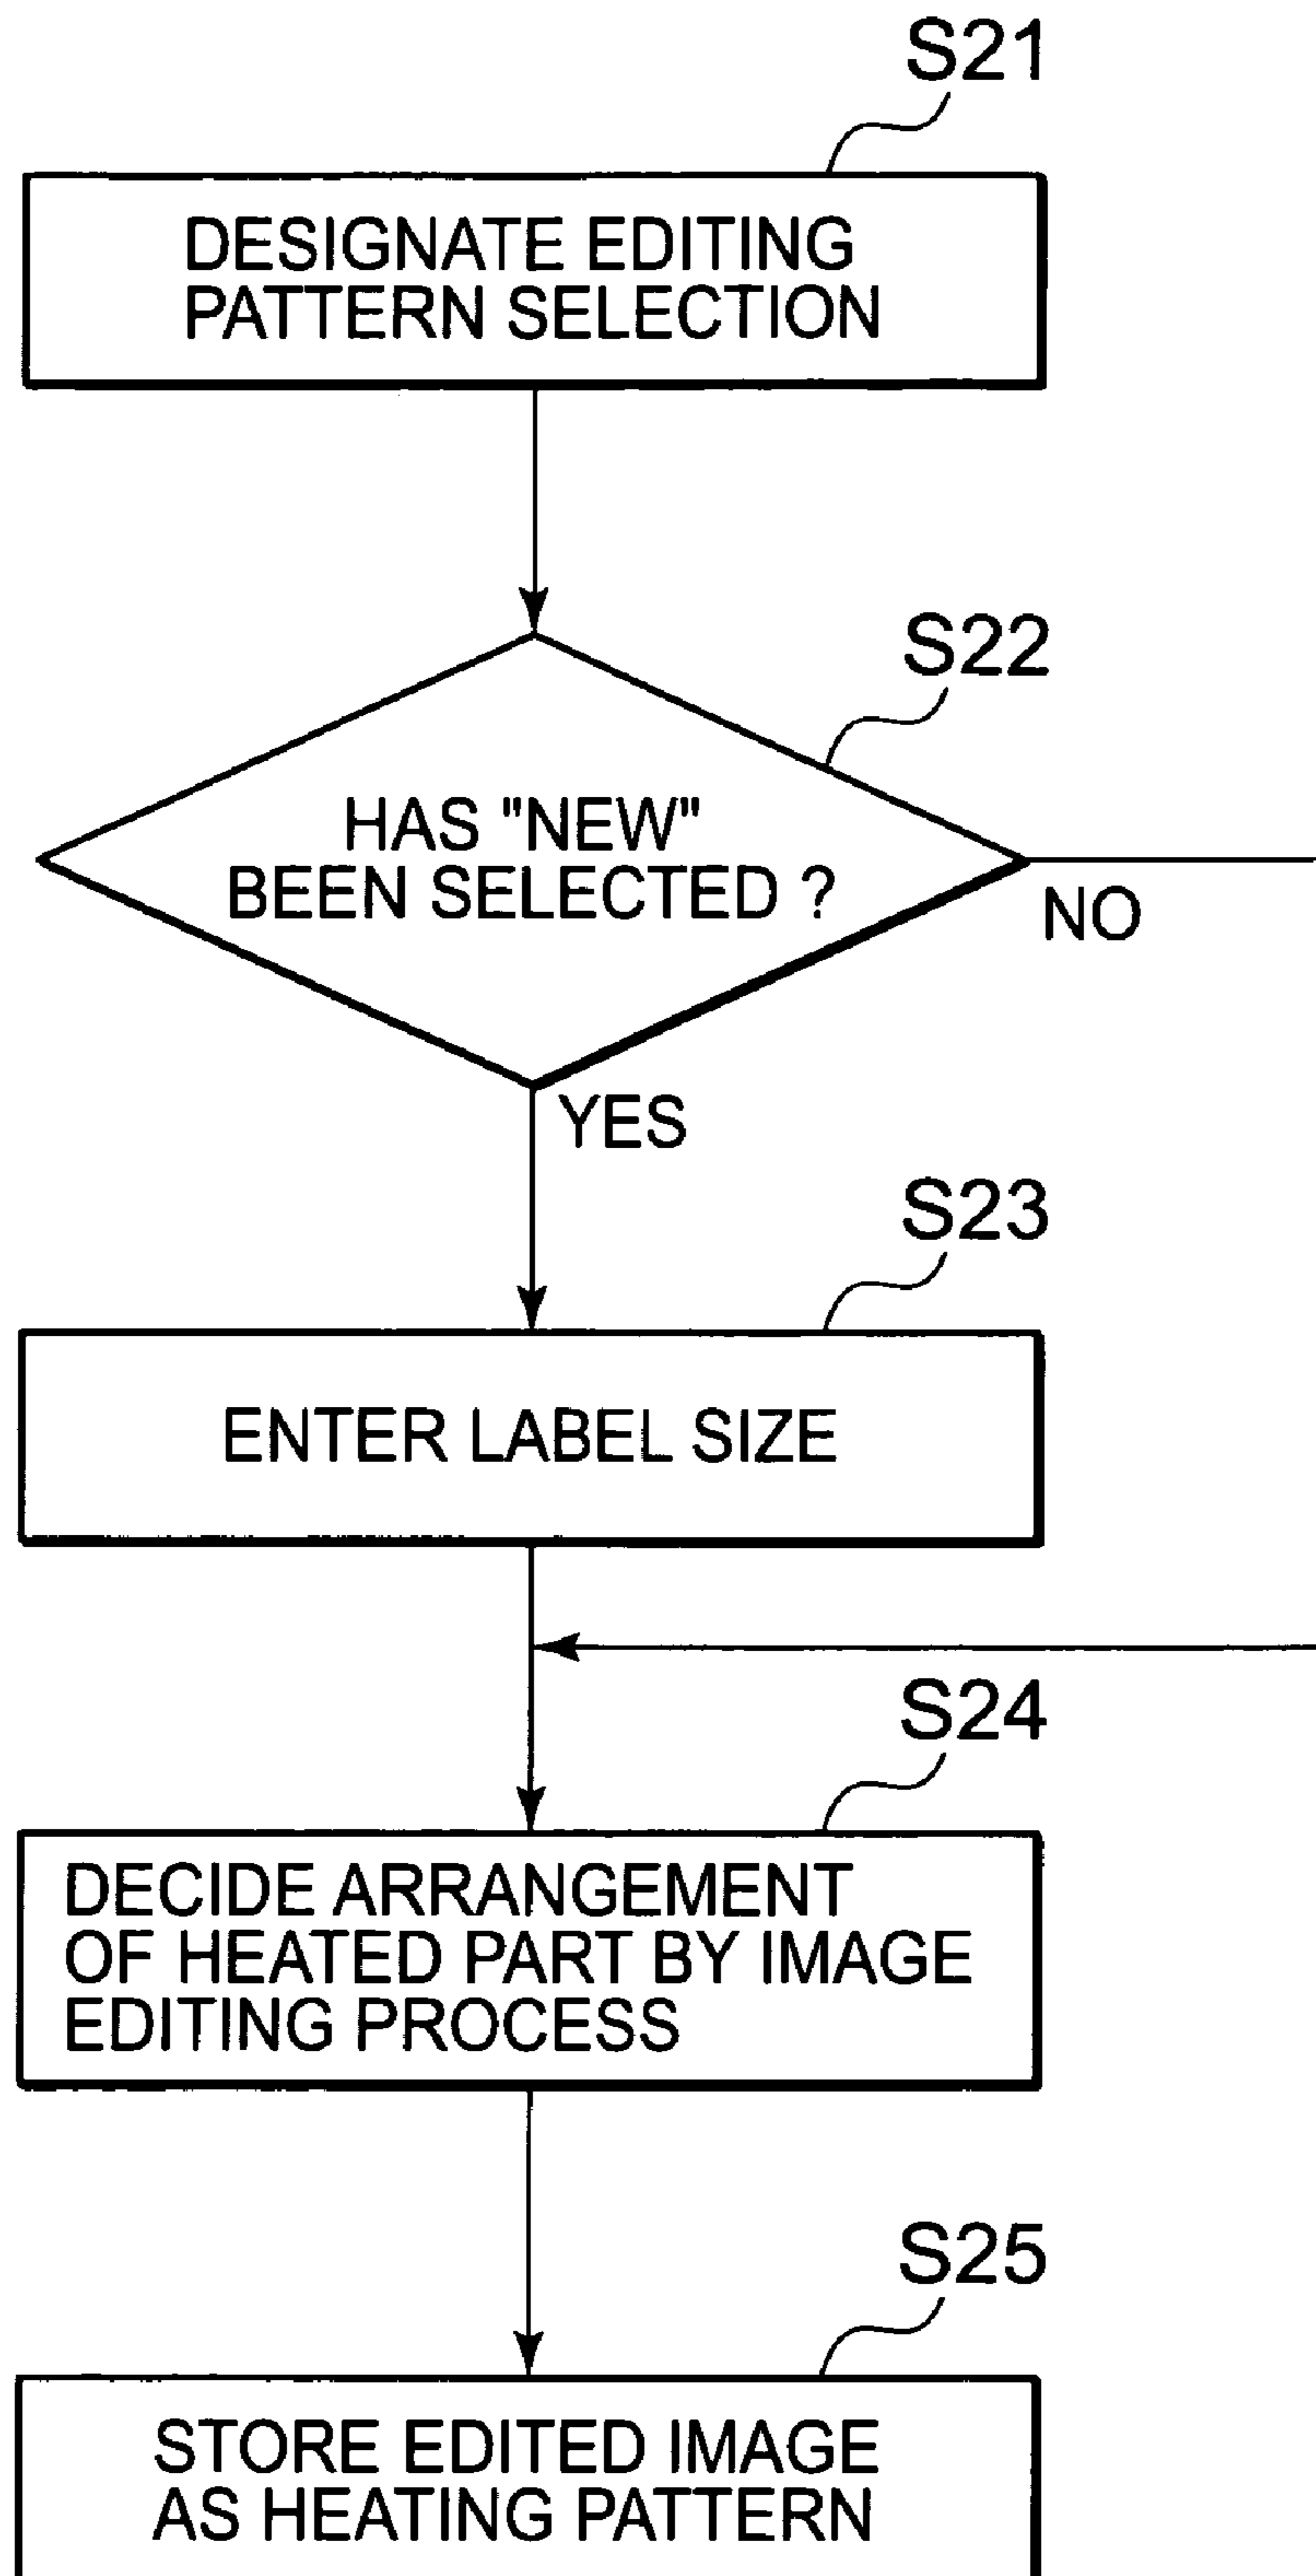 S21
DESIGNATE EDITING
PATTERN SELECTION
S22
HAS "NEW"
BEEN SELECTED ?
NO
YES
S23
ENTER LABEL SIZE
S24
DECIDE ARRANGEMENT
OF HEATED PART BY IMAGE
EDITING PROCESS
S25
STORE EDITED IMAGE
AS HEATING PATTERN